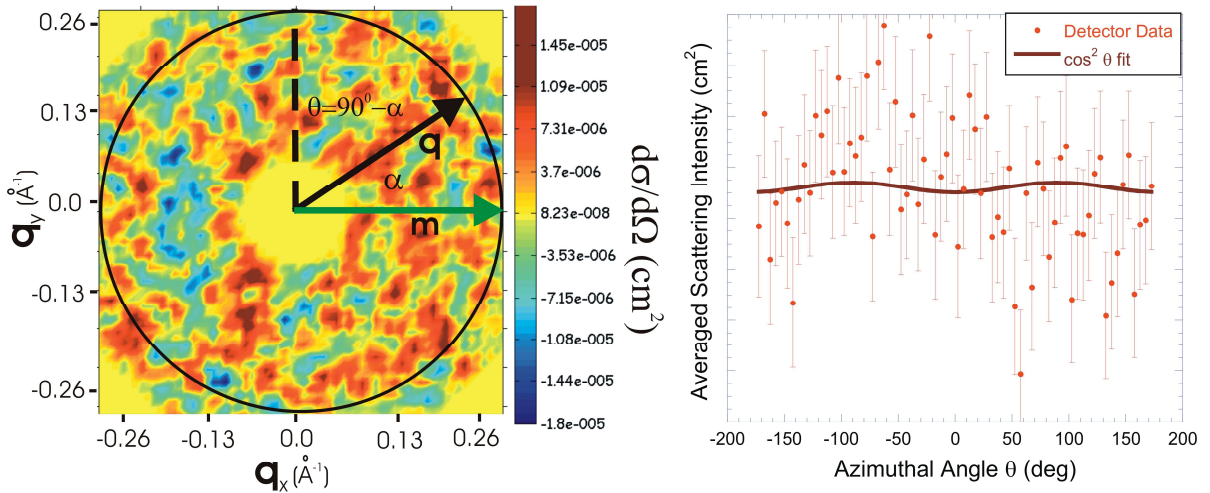 0.26
0.13
0.0
-0.13
-0.26
q_y (Å⁻¹)
θ=90⁰−α
q
α
m
-0.26
-0.13
0.0
0.13
0.26
q_x (Å⁻¹)
1.45e-005
1.09e-005
7.31e-006
3.7e-006
8.23e-008
-3.53e-006
-7.15e-006
-1.08e-005
-1.44e-005
-1.8e-005
dσ/dΩ (cm²)
Averaged Scattering Intensity (cm²)
Detector Data
cos² θ fit
-200 -150 -100 -50 0 50 100 150 200
Azimuthal Angle θ (deg)